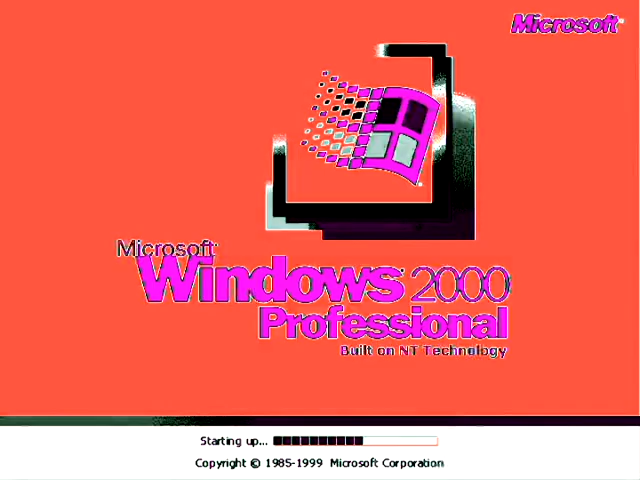 Microsoft
Microsoft
Windows 2000
Professional
Built on NT Technology
Starting up...
Copyright © 1985-1999 Microsoft Corporation